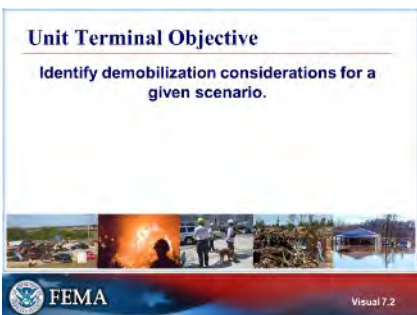 Unit Terminal Objective
Identify demobilization considerations for a
given scenario.
FEMA
Visual 7.2